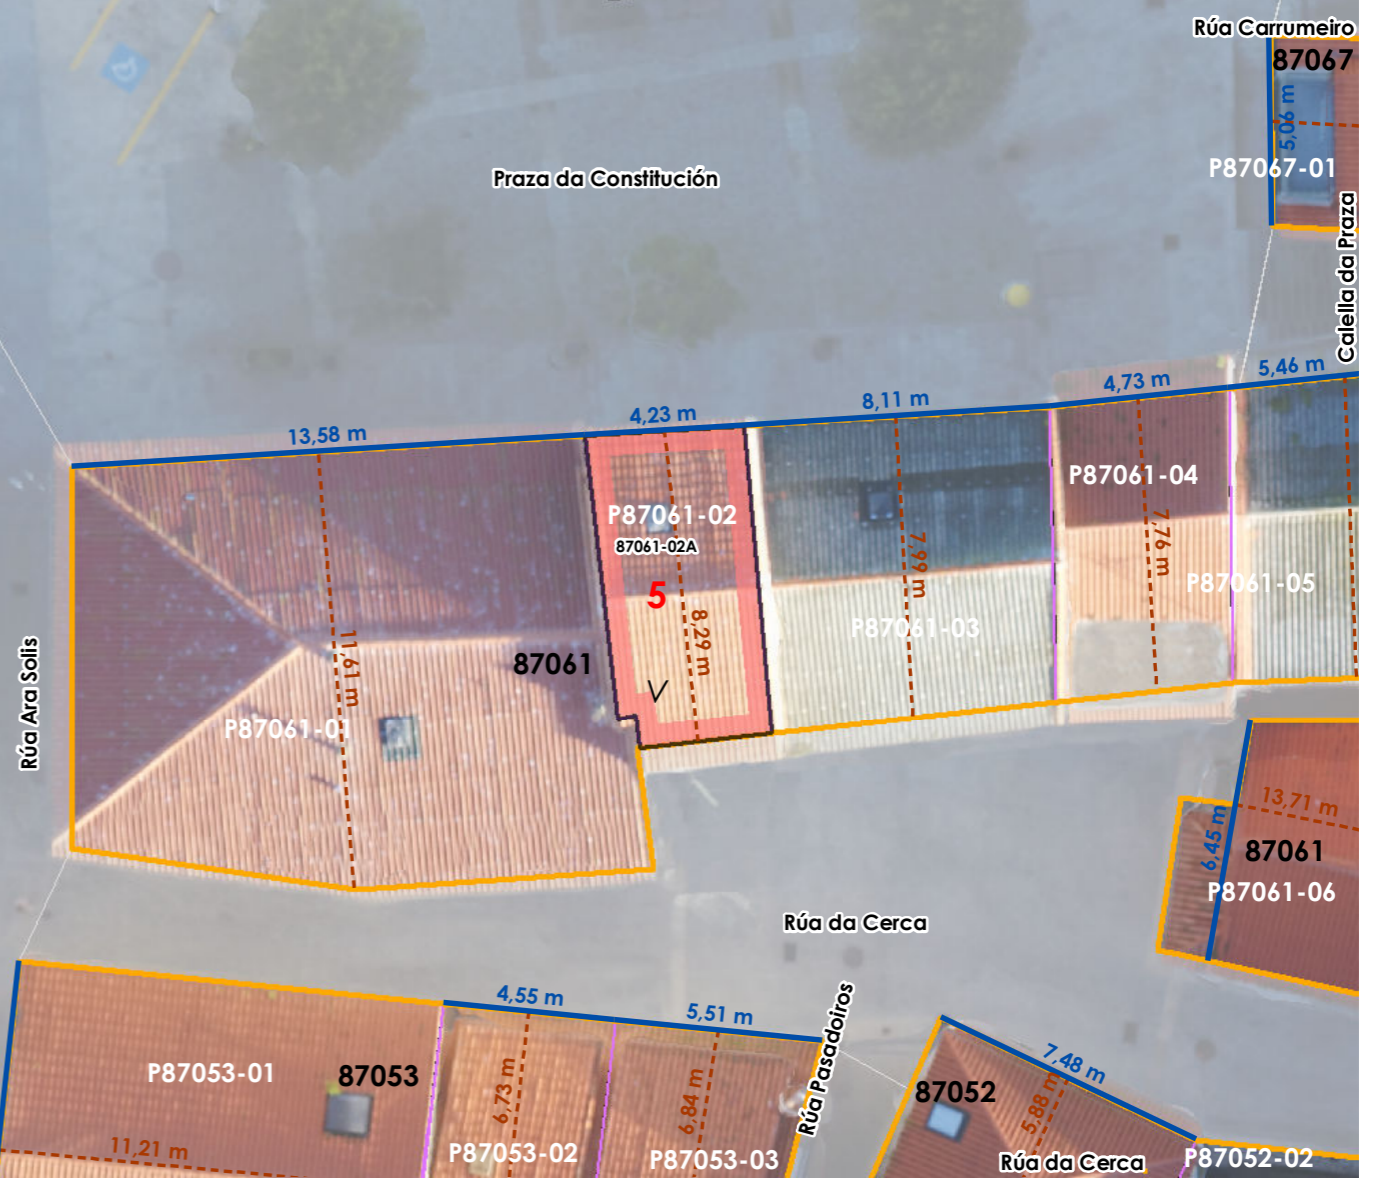 Rúa Carrumeiro
87067
5,06 m
P87067-01
Praza da Constitución
Calella da Praza
13,58 m
4,23 m
8,11 m
4,73 m
5,46 m
P87061-02
87061-02A
5
8,29 m
V
P87061-04
7,76 m
P87061-05
7,99 m
P87061-03
87061
11,61 m
P87061-01
Rúa Ara Solis
13,71 m
6,45 m
87061
P87061-06
Rúa da Cerca
4,55 m
5,51 m
Rúa Pasadoiros
7,48 m
P87053-01
87053
6,73 m
6,84 m
87052
5,88 m
11,21 m
P87053-02
P87053-03
Rúa da Cerca
P87052-02